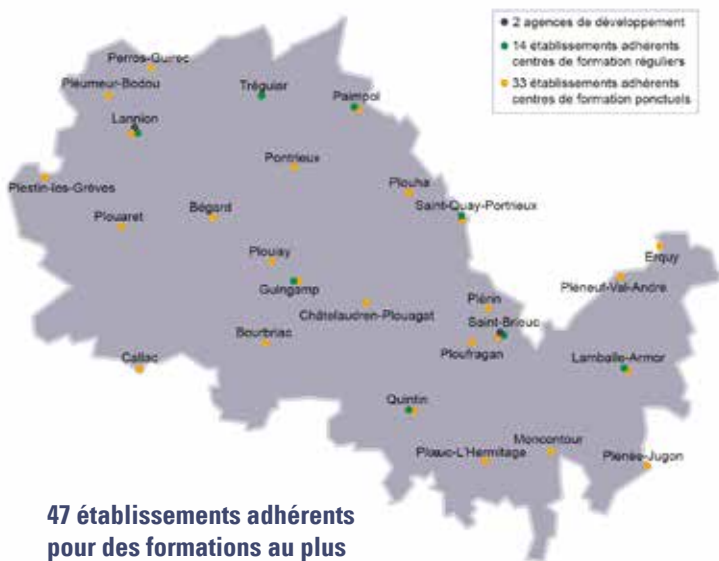 ● 2 agences de développement
● 14 établissements adhérents
centres de formation réguliers
● 33 établissements adhérents
centres de formation ponctuels
Perros-Guirec
Pleumeur-Bodou
Tréguier
Paimpol
Lannion
Pontrieux
Plestin-les-Grèves
Plouha
Bégard
Saint-Quay-Portrieux
Plouaret
Erquy
Plouisy
Pléneuf-Val-André
Guingamp
Plérin
Châtelaudren-Plouagat
Saint-Brieuc
Bourbriac
Ploufragan
Callac
Lamballe-Armor
Quintin
Moncontour
Plœuc-L'Hermitage
Plénée-Jugon
47 établissements adhérents
pour des formations au plus